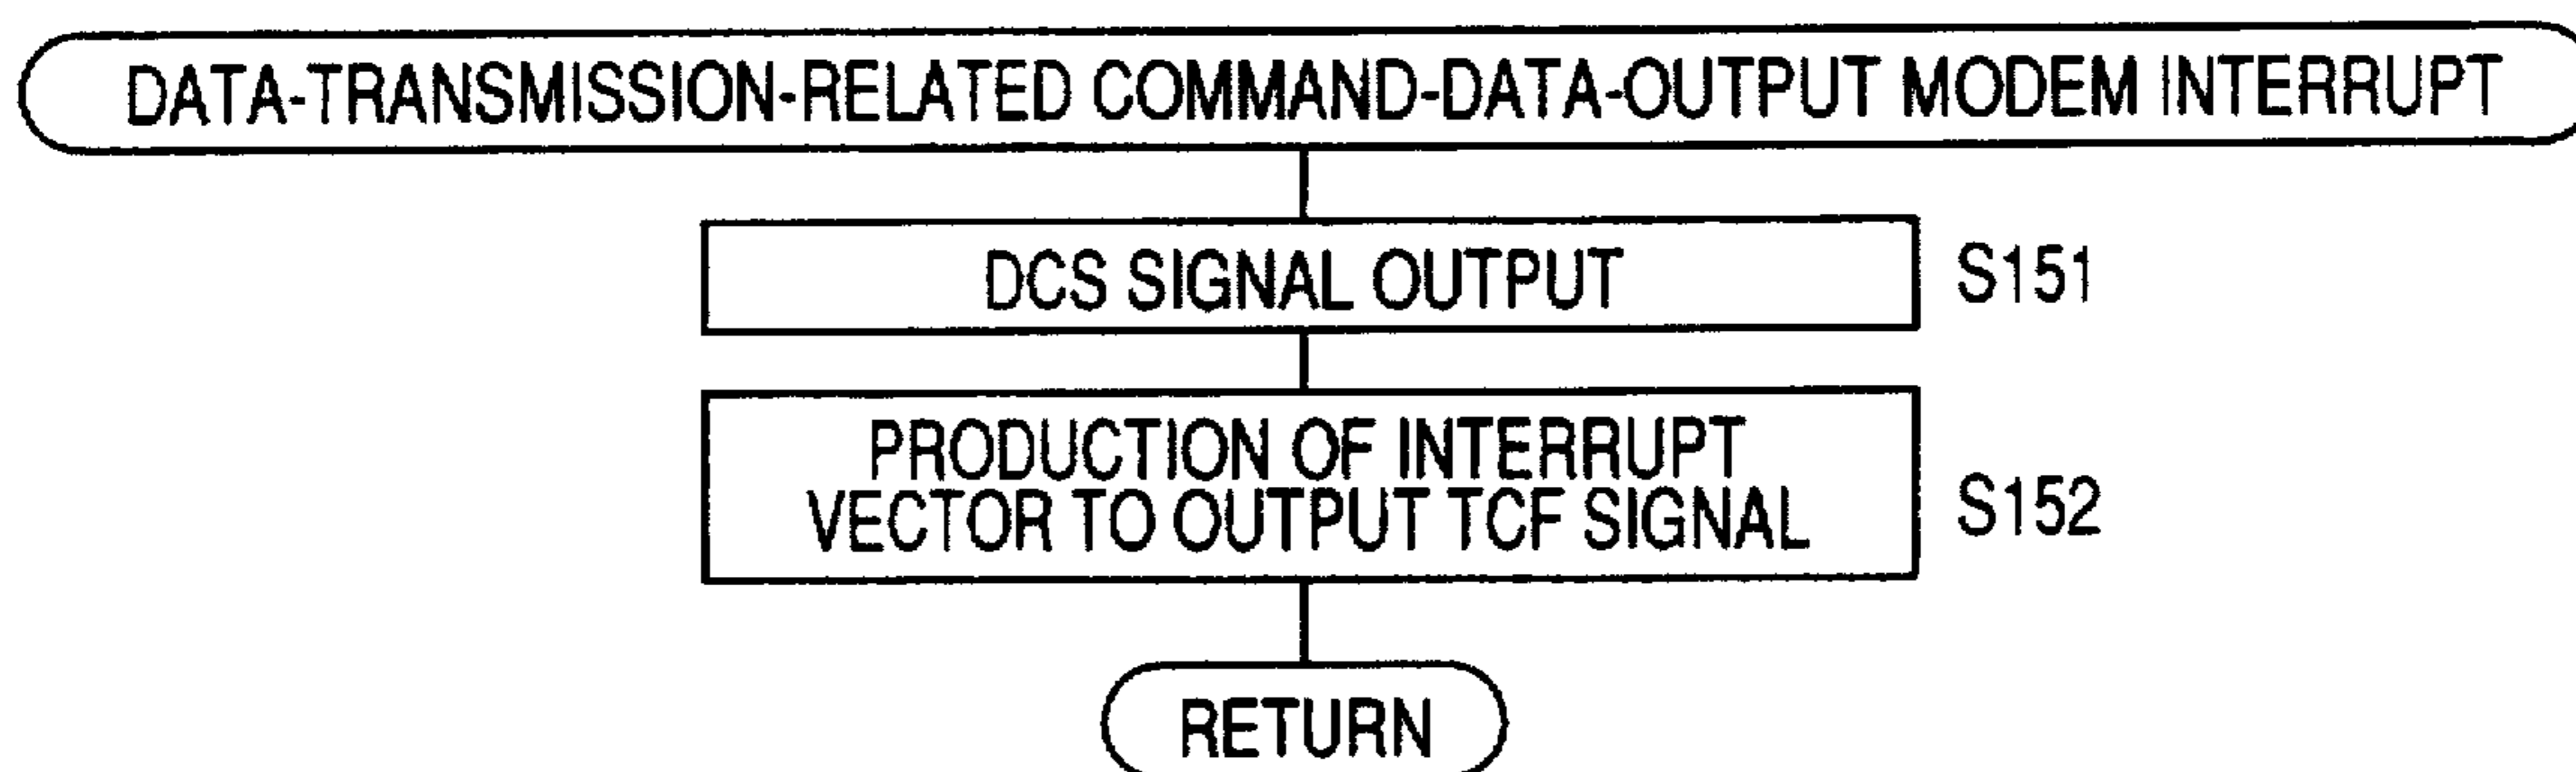 DATA-TRANSMISSION-RELATED COMMAND-DATA-OUTPUT MODEM INTERRUPT
DCS SIGNAL OUTPUT
S151
PRODUCTION OF INTERRUPT
VECTOR TO OUTPUT TCF SIGNAL
S152
RETURN